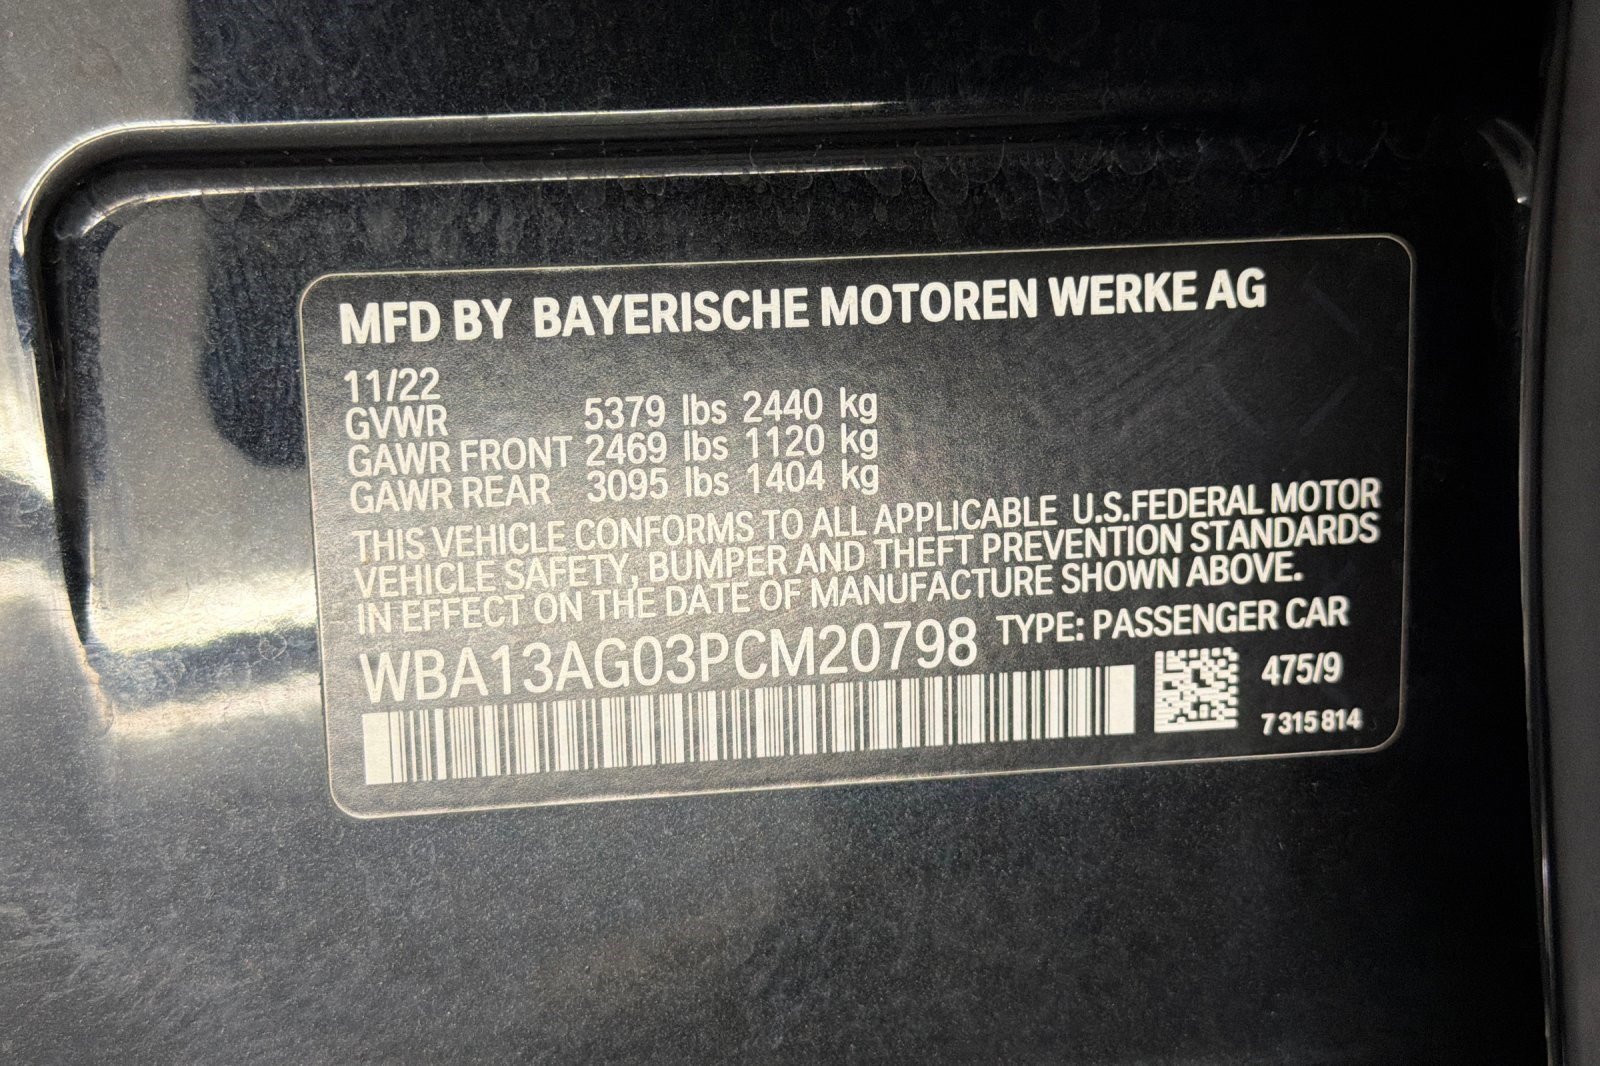 MFD BY BAYERISCHE MOTOREN WERKE AG
11/22
GVWR 5379 lbs 2440 kg
GAWR FRONT 2469 lbs 1120 kg
GAWR REAR 3095 lbs 1404 kg
THIS VEHICLE CONFORMS TO ALL APPLICABLE U.S.FEDERAL MOTOR
VEHICLE SAFETY, BUMPER AND THEFT PREVENTION STANDARDS
IN EFFECT ON THE DATE OF MANUFACTURE SHOWN ABOVE.
WBA13AG03PCM20798 TYPE: PASSENGER CAR
475/9
7 315 814